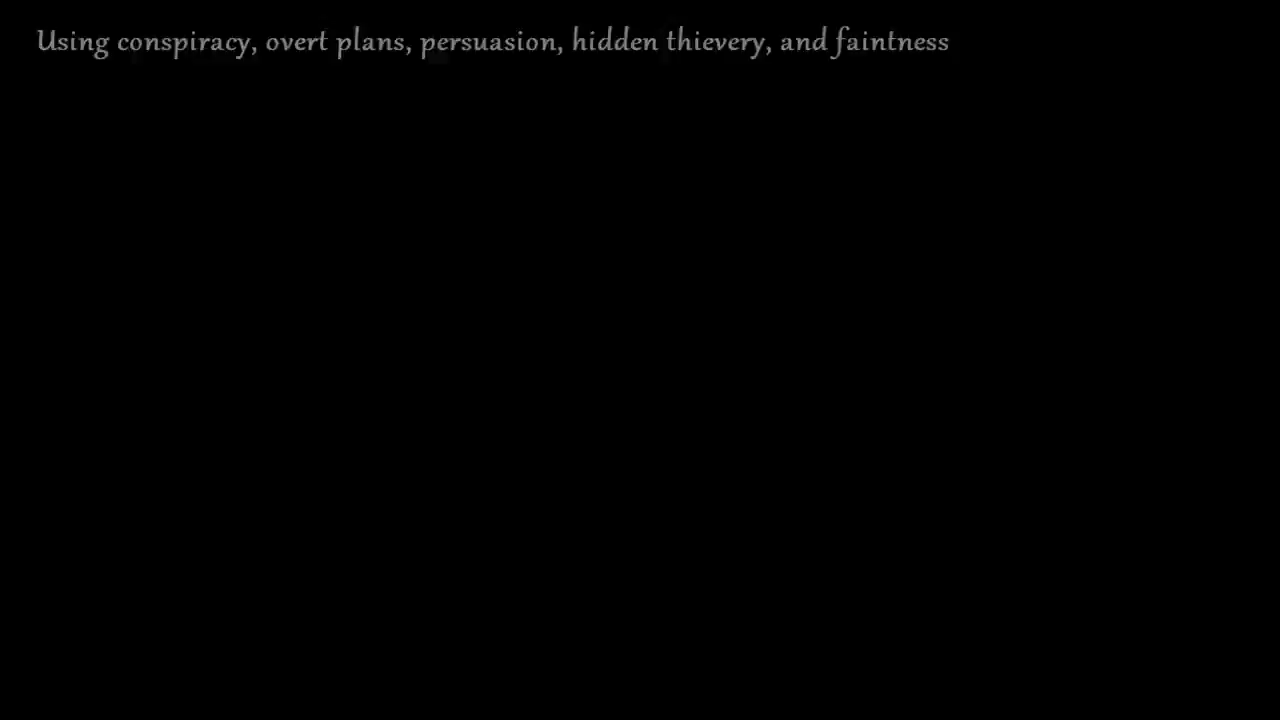 Using conspiracy, overt plans, persuasion, hidden thievery, and faintness